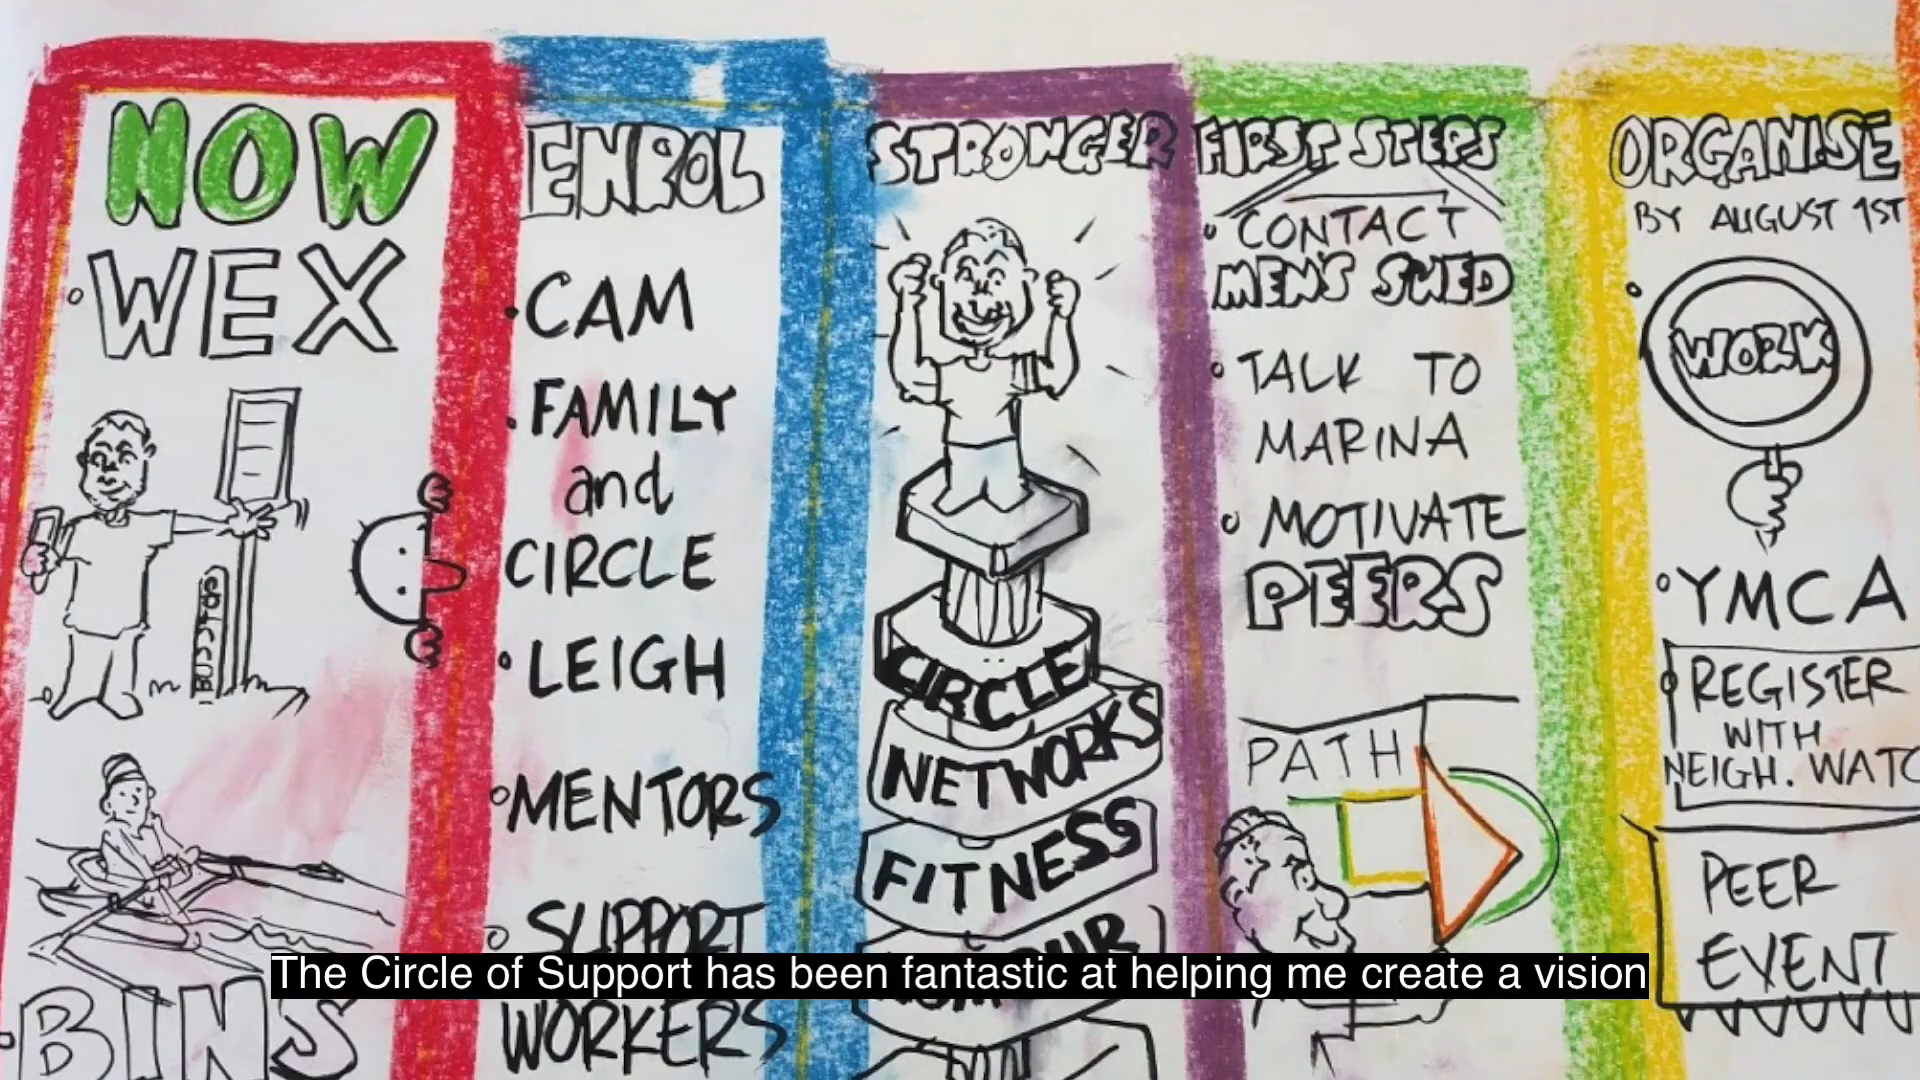 NOW
WEX
BINS
ENROL
CAM
FAMILY
and
CIRCLE
LEIGH
MENTORS
SUPPORT
WORKERS
STRONGER
CIRCLE
NETWORKS
FITNESS
FIRST STEPS
CONTACT
MEN'S SHED
TALK TO
MARINA
MOTIVATE
PEERS
PATH
ORGANISE
BY AUGUST 1ST
WORK
YMCA
REGISTER
WITH
NEIGH. WATC
PEER
EVENT
The Circle of Support has been fantastic at helping me create a vision